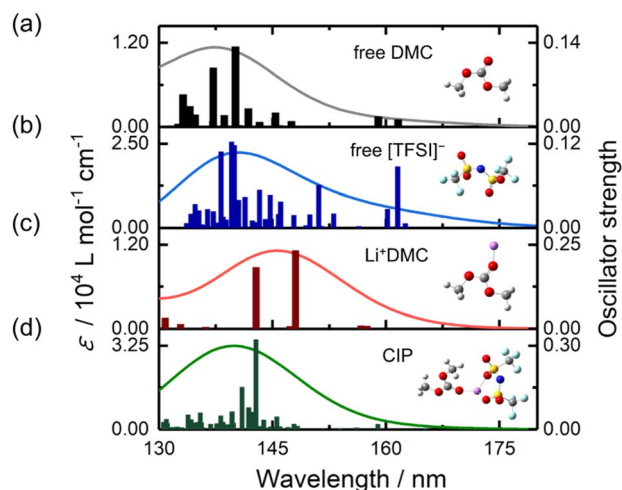 (a)
1.20
free DMC
0.14
0.00
0.00
(b)
2.50
free [TFSI]⁻
0.12
0.00
0.00
(c)
1.20
Li⁺DMC
0.25
0.00
0.00
(d)
3.25
CIP
0.30
0.00
0.00
130 145 160 175
Wavelength / nm
ε / 10⁴ L mol⁻¹ cm⁻¹
Oscillator strength